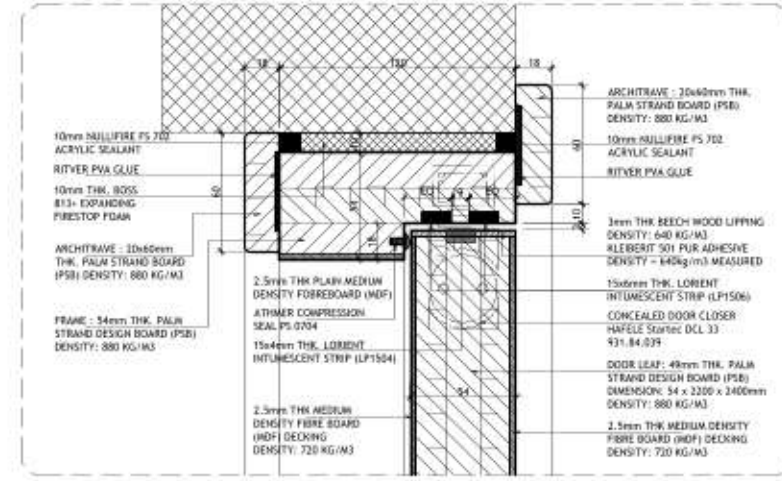 18
120
18
10mm NULLIFIRE FS 702
ACRYLIC SEALANT
RITVER PVA GLUE
10mm THK. BOSS
813+ EXPANDING
FIRESTOP FOAM
60
ARCHITRAVE : 20x60mm
THK. PALM STRAND BOARD
(PSB) DENSITY: 880 KG/M3
FRAME : 54mm THK. PALM
STRAND DESIGN BOARD (PSB)
DENSITY: 880 KG/M3
2.5mm THK PLAIN MEDIUM
DENSITY FOBREBOARD (MDF)
ATHMER COMPRESSION
SEAL PS 0704
15x4mm THK. LORIENT
INTUMESCENT STRIP (LP1504)
2.5mm THK MEDIUM
DENSITY FIBRE BOARD
(MDF) DECKING
DENSITY: 720 KG/M3
EQ
EQ
54
ARCHITRAVE : 20x60mm THK.
PALM STRAND BOARD (PSB)
DENSITY: 880 KG/M3
10mm NULLIFIRE FS 702
ACRYLIC SEALANT
RITVER PVA GLUE
3mm THK BEECH WOOD LIPPING
DENSITY: 640 KG/M3
KLEIBERIT 501 PUR ADHESIVE
DENSITY ~ 640kg/m3 MEASURED
15x6mm THK. LORIENT
INTUMESCENT STRIP (LP1506)
CONCEALED DOOR CLOSER
HAFELE Startec DCL 33
931.84.039
DOOR LEAF: 49mm THK. PALM
STRAND DESIGN BOARD (PSB)
DIMENSION: 54 x 2200 x 2400mm
DENSITY: 880 KG/M3
2.5mm THK MEDIUM DENSITY
FIBRE BOARD (MDF) DECKING
DENSITY: 720 KG/M3